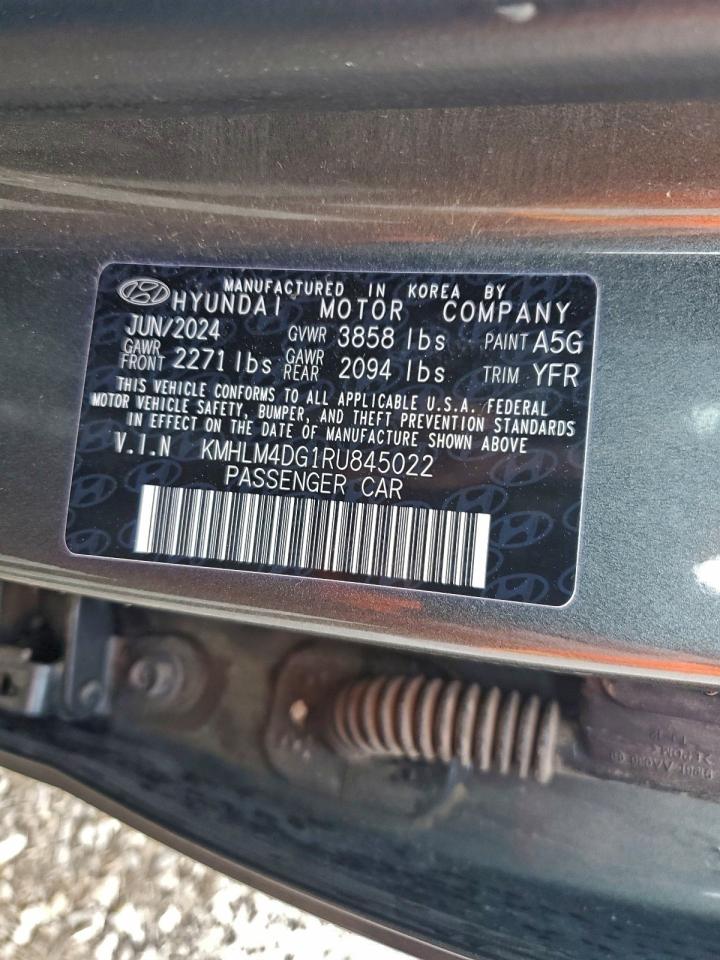 MANUFACTURED IN KOREA BY
HYUNDAI MOTOR COMPANY
JUN/2024 GVWR 3858 lbs PAINT A5G
GAWR FRONT 2271 lbs GAWR REAR 2094 lbs TRIM YFR
THIS VEHICLE CONFORMS TO ALL APPLICABLE U.S.A. FEDERAL
MOTOR VEHICLE SAFETY, BUMPER, AND THEFT PREVENTION STANDARDS
IN EFFECT ON THE DATE OF MANUFACTURE SHOWN ABOVE
V.I.N KMHLM4DG1RU845022
PASSENGER CAR